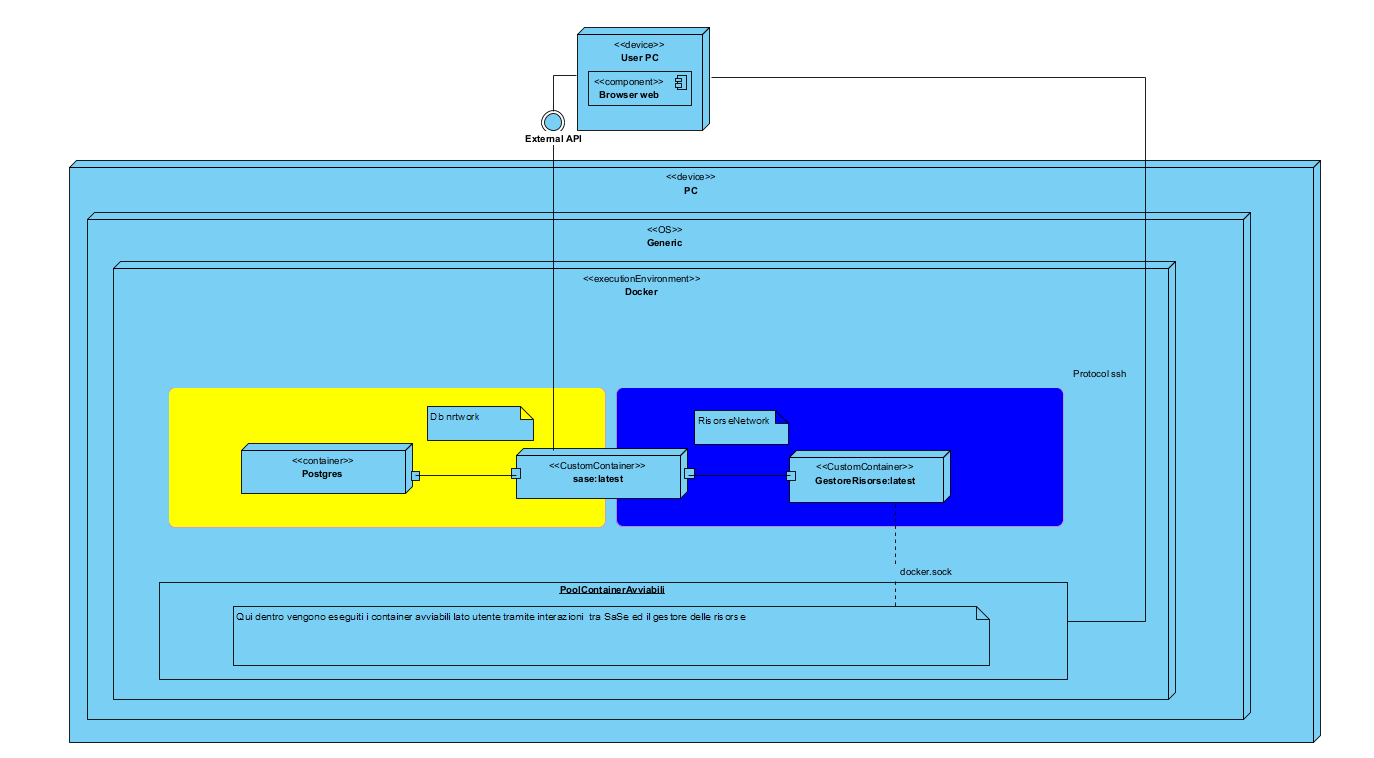 <<device>>
User PC
<<component>>
Browser web
External API
<<device>>
PC
<<OS>>
Generic
<<executionEnvironment>>
Docker
Protocol ssh
Db nrtwork
RisorseNetwork
<<container>>
Postgres
<<CustomContainer>>
sase:latest
<<CustomContainer>>
GestoreRisorse:latest
docker.sock
PoolContainerAvviabili
Qui dentro vengono eseguiti i container avviabili lato utente tramite interazioni tra SaSe ed il gestore delle risorse